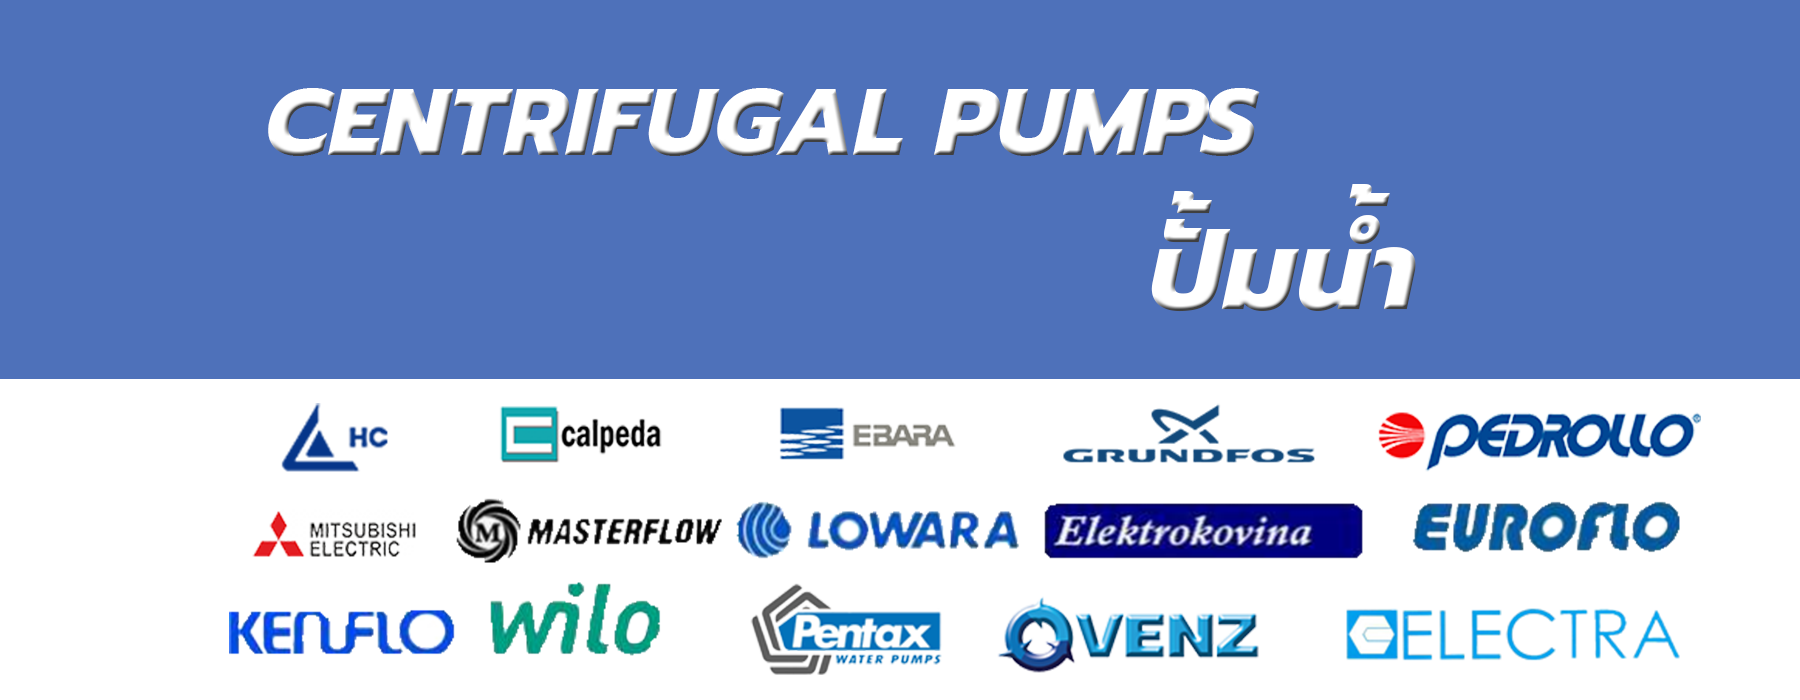 CENTRIFUGAL PUMPS
ปั้มน้ำ
HC
calpeda
EBARA
GRUNDFOS
PEDROLLO®
MITSUBISHI
ELECTRIC
M
MASTERFLOW
LOWARA
Elektrokovina
EUROFLO
KENFLO
wilo
Pentax
WATER PUMPS
VENZ
ELECTRA